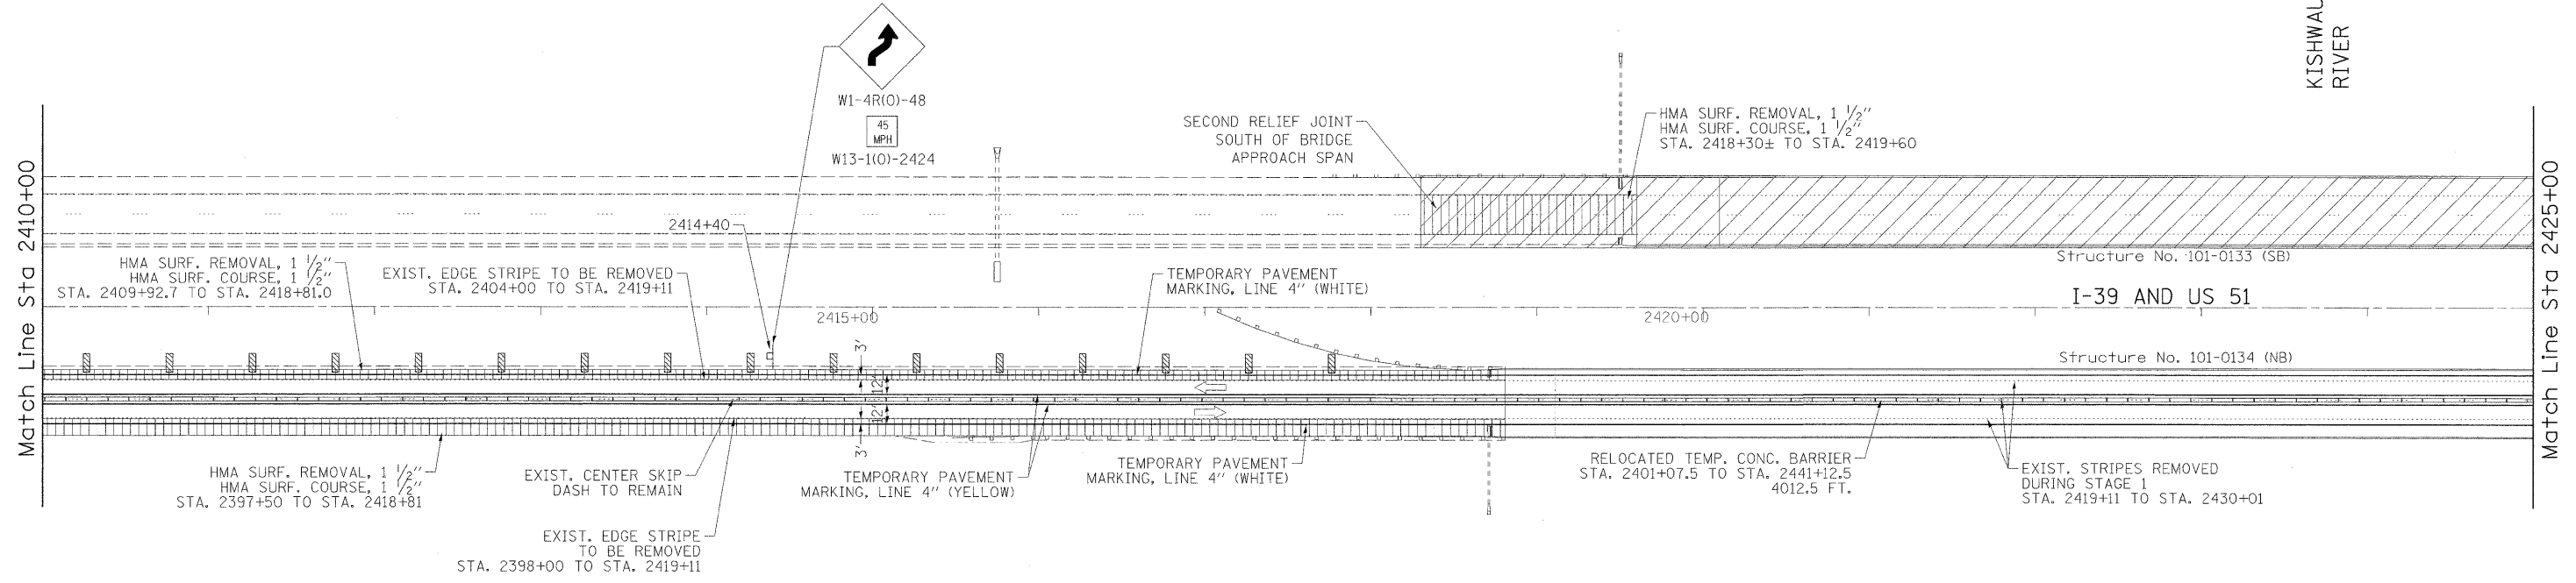 KISHWAU
RIVER
W1-4R(O)-48
45
MPH
W13-1(O)-2424
SECOND RELIEF JOINT
SOUTH OF BRIDGE
APPROACH SPAN
HMA SURF. REMOVAL, 1 1/2"
HMA SURF. COURSE, 1 1/2"
STA. 2418+30± TO STA. 2419+60
Match Line Sta 2410+00
Match Line Sta 2425+00
2414+40
HMA SURF. REMOVAL, 1 1/2"
HMA SURF. COURSE, 1 1/2"
STA. 2409+92.7 TO STA. 2418+81.0
EXIST. EDGE STRIPE TO BE REMOVED
STA. 2404+00 TO STA. 2419+11
TEMPORARY PAVEMENT
MARKING, LINE 4" (WHITE)
Structure No. 101-0133 (SB)
I-39 AND US 51
2415+00
2420+00
Structure No. 101-0134 (NB)
3'
12'
12'
3'
HMA SURF. REMOVAL, 1 1/2"
HMA SURF. COURSE, 1 1/2"
STA. 2397+50 TO STA. 2418+81
EXIST. CENTER SKIP
DASH TO REMAIN
TEMPORARY PAVEMENT
MARKING, LINE 4" (YELLOW)
TEMPORARY PAVEMENT
MARKING, LINE 4" (WHITE)
RELOCATED TEMP. CONC. BARRIER
STA. 2401+07.5 TO STA. 2441+12.5
4012.5 FT.
EXIST. STRIPES REMOVED
DURING STAGE 1
STA. 2419+11 TO STA. 2430+01
EXIST. EDGE STRIPE
TO BE REMOVED
STA. 2398+00 TO STA. 2419+11